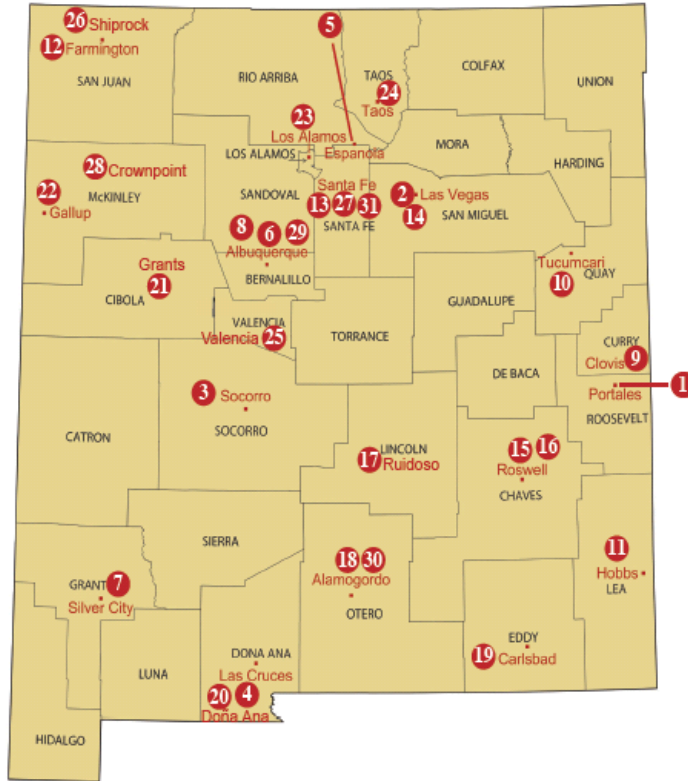 26 Shiprock
12 Farmington
SAN JUAN
5
RIO ARRIBA
TAOS
24
Taos
COLFAX
UNION
23
Los Alamos
LOS ALAMOS
Espanola
MORA
HARDING
28 Crownpoint
McKINLEY
22
Gallup
SANDOVAL
Santa Fe
13 27 31
SANTA FE
2 Las Vegas
14
SAN MIGUEL
8 6 29
Albuquerque
BERNALILLO
Tucumcari
10
QUAY
Grants
21
CIBOLA
GUADALUPE
VALENCIA
Valencia 25
TORRANCE
CURRY
Clovis 9
DE BACA
Portales
1
ROOSEVELT
3 Socorro
SOCORRO
CATRON
LINCOLN
17 Ruidoso
15 16
Roswell
CHAVES
SIERRA
18 30
Alamogordo
OTERO
11
Hobbs
LEA
GRANT 7
Silver City
EDDY
19 Carlsbad
DONA ANA
Las Cruces
20 4
Doña Ana
LUNA
HIDALGO